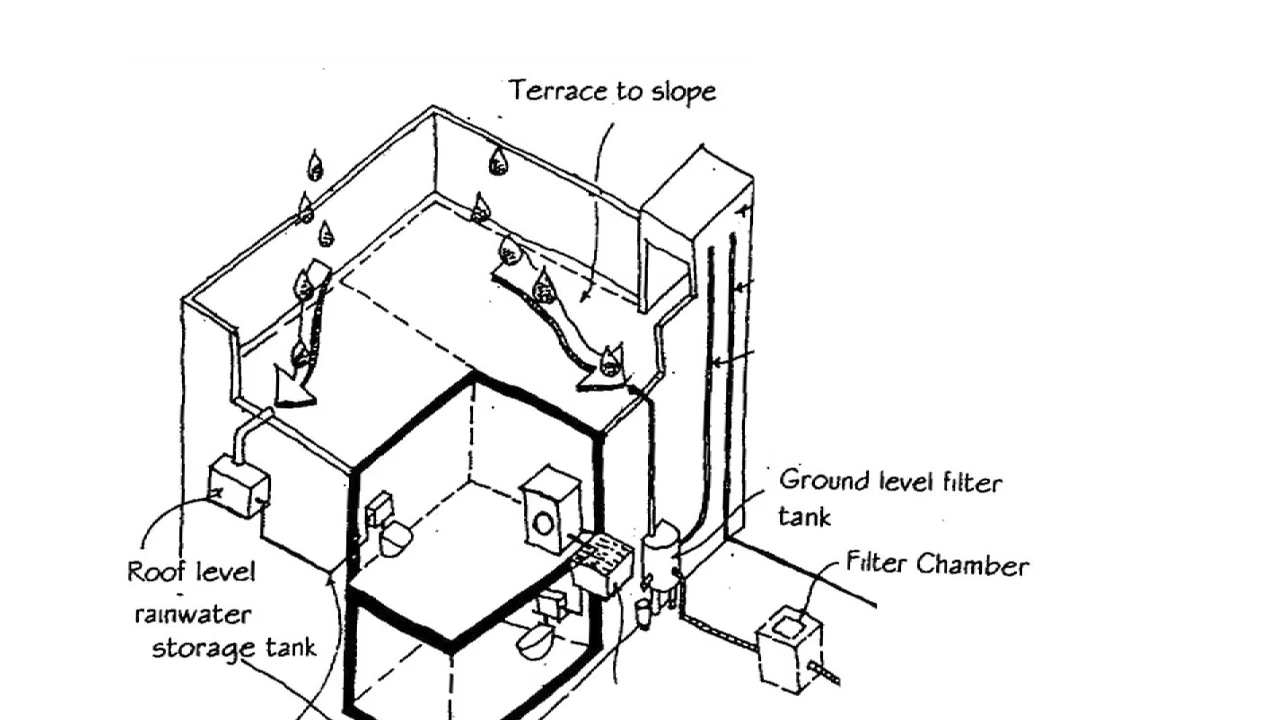 Terrace to slope
Ground level filter
tank
Filter Chamber
Roof level
rainwater
storage tank